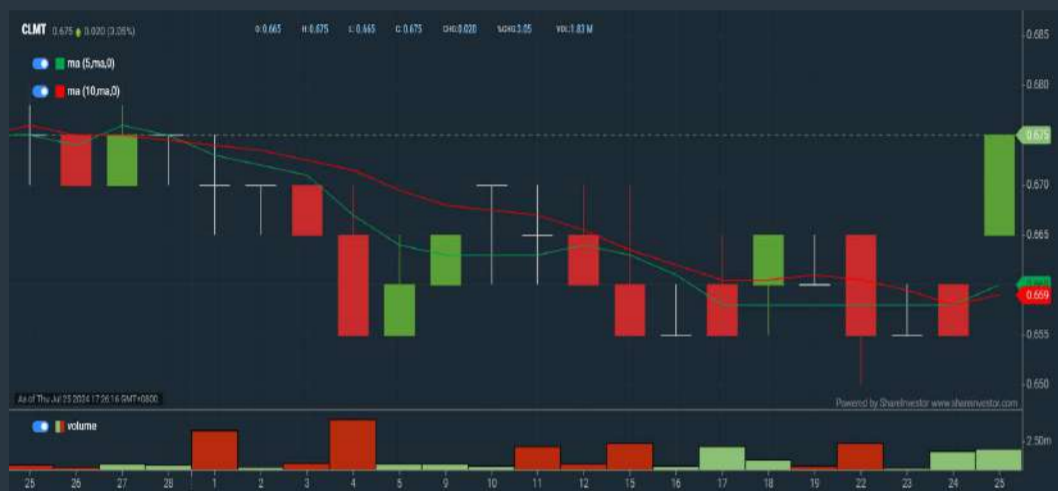 CLMT 0.675 0.020 (3.05%) O:0.665 H:0.675 L:0.665 C:0.675 CHG:0.020 %CHG:3.05 VOL:1.83 M
ma (5,ma,0)
ma (10,ma,0)
0.685
0.680
0.675
0.670
0.665
0.659
0.655
0.650
As of Thu Jul 25 2024 17:26:16 GMT+0800
Powered by ShareInvestor www.shareinvestor.com
volume
2.50m
25 26 27 28 1 2 3 4 5 9 10 11 12 15 16 17 18 19 22 23 24 25